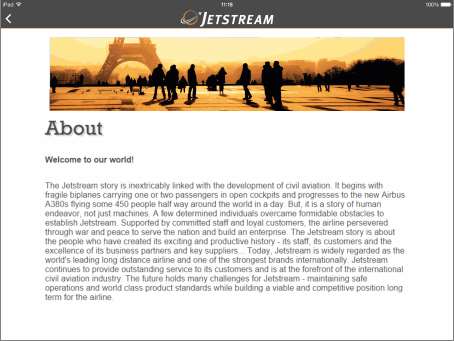 iPad 11:18 100%
JETSTREAM
About
Welcome to our world!
The Jetstream story is inextricably linked with the development of civil aviation. It begins with
fragile biplanes carrying one or two passengers in open cockpits and progresses to the new Airbus
A380s flying some 450 people half way around the world in a day. But, it is a story of human
endeavor, not just machines. A few determined individuals overcame formidable obstacles to
establish Jetstream. Supported by committed staff and loyal customers, the airline persevered
through war and peace to serve the nation and build an enterprise. The Jetstream story is about
the people who have created its exciting and productive history - its staff, its customers and the
excellence of its business partners and key suppliers... Today, Jetstream is widely regarded as the
world's leading long distance airline and one of the strongest brands internationally. Jetstream
continues to provide outstanding service to its customers and is at the forefront of the international
civil aviation industry. The future holds many challenges for Jetstream - maintaining safe
operations and world class product standards while building a viable and competitive position long
term for the airline.